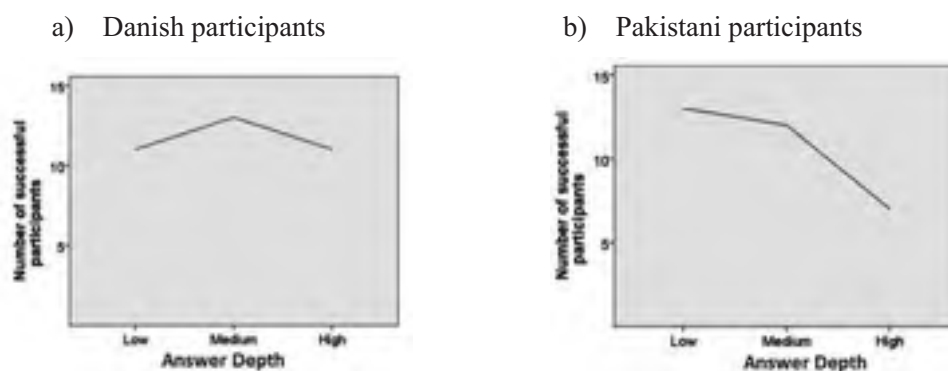 a) Danish participants
b) Pakistani participants
Number of successful
participants
15
10
5
Low Medium High
Answer Depth
Number of successful
participants
15
10
5
Low Medium High
Answer Depth